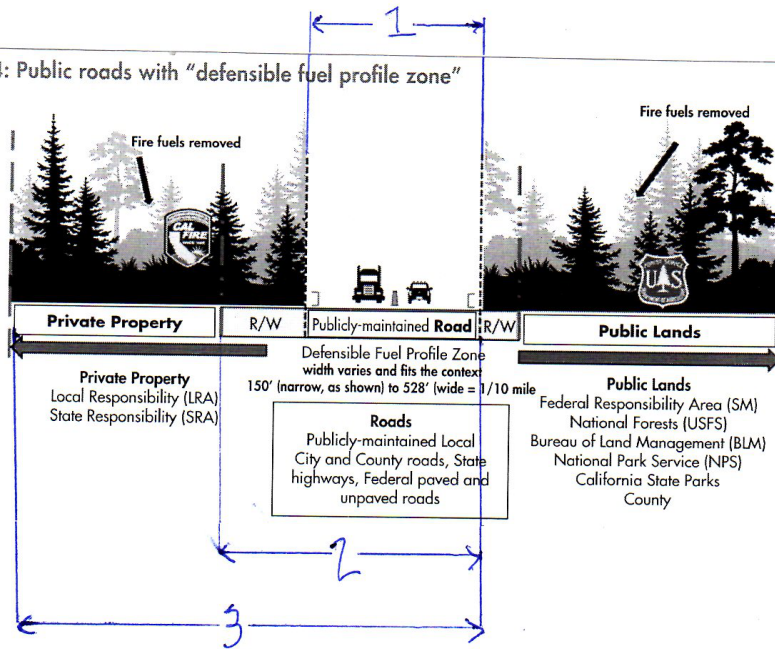 1
4: Public roads with “defensible fuel profile zone”
Fire fuels removed
Fire fuels removed
CAL
FIRE
U S
Private Property
R/W
Publicly-maintained Road
R/W
Public Lands
Defensible Fuel Profile Zone
width varies and fits the context
150’ (narrow, as shown) to 528’ (wide = 1/10 mile
Private Property
Local Responsibility (LRA)
State Responsibility (SRA)
Roads
Publicly-maintained Local
City and County roads, State
highways, Federal paved and
unpaved roads
Public Lands
Federal Responsibility Area (SM)
National Forests (USFS)
Bureau of Land Management (BLM)
National Park Service (NPS)
California State Parks
County
2
3